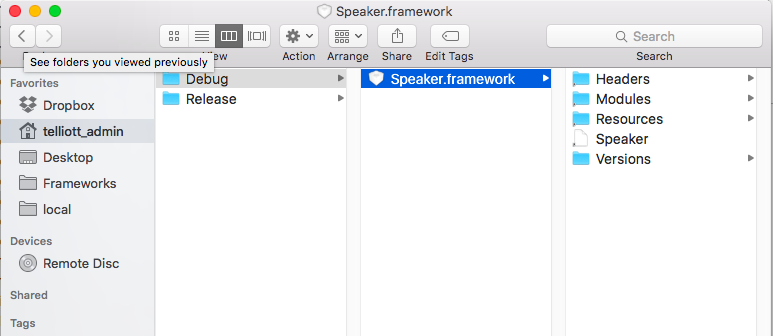 Speaker.framework
View
Action
Arrange
Share
Edit Tags
Search
Search
See folders you viewed previously
Favorites
Dropbox
telliott_admin
Desktop
Frameworks
local
Devices
Remote Disc
Shared
Tags
Debug
Release
Speaker.framework
Headers
Modules
Resources
Speaker
Versions